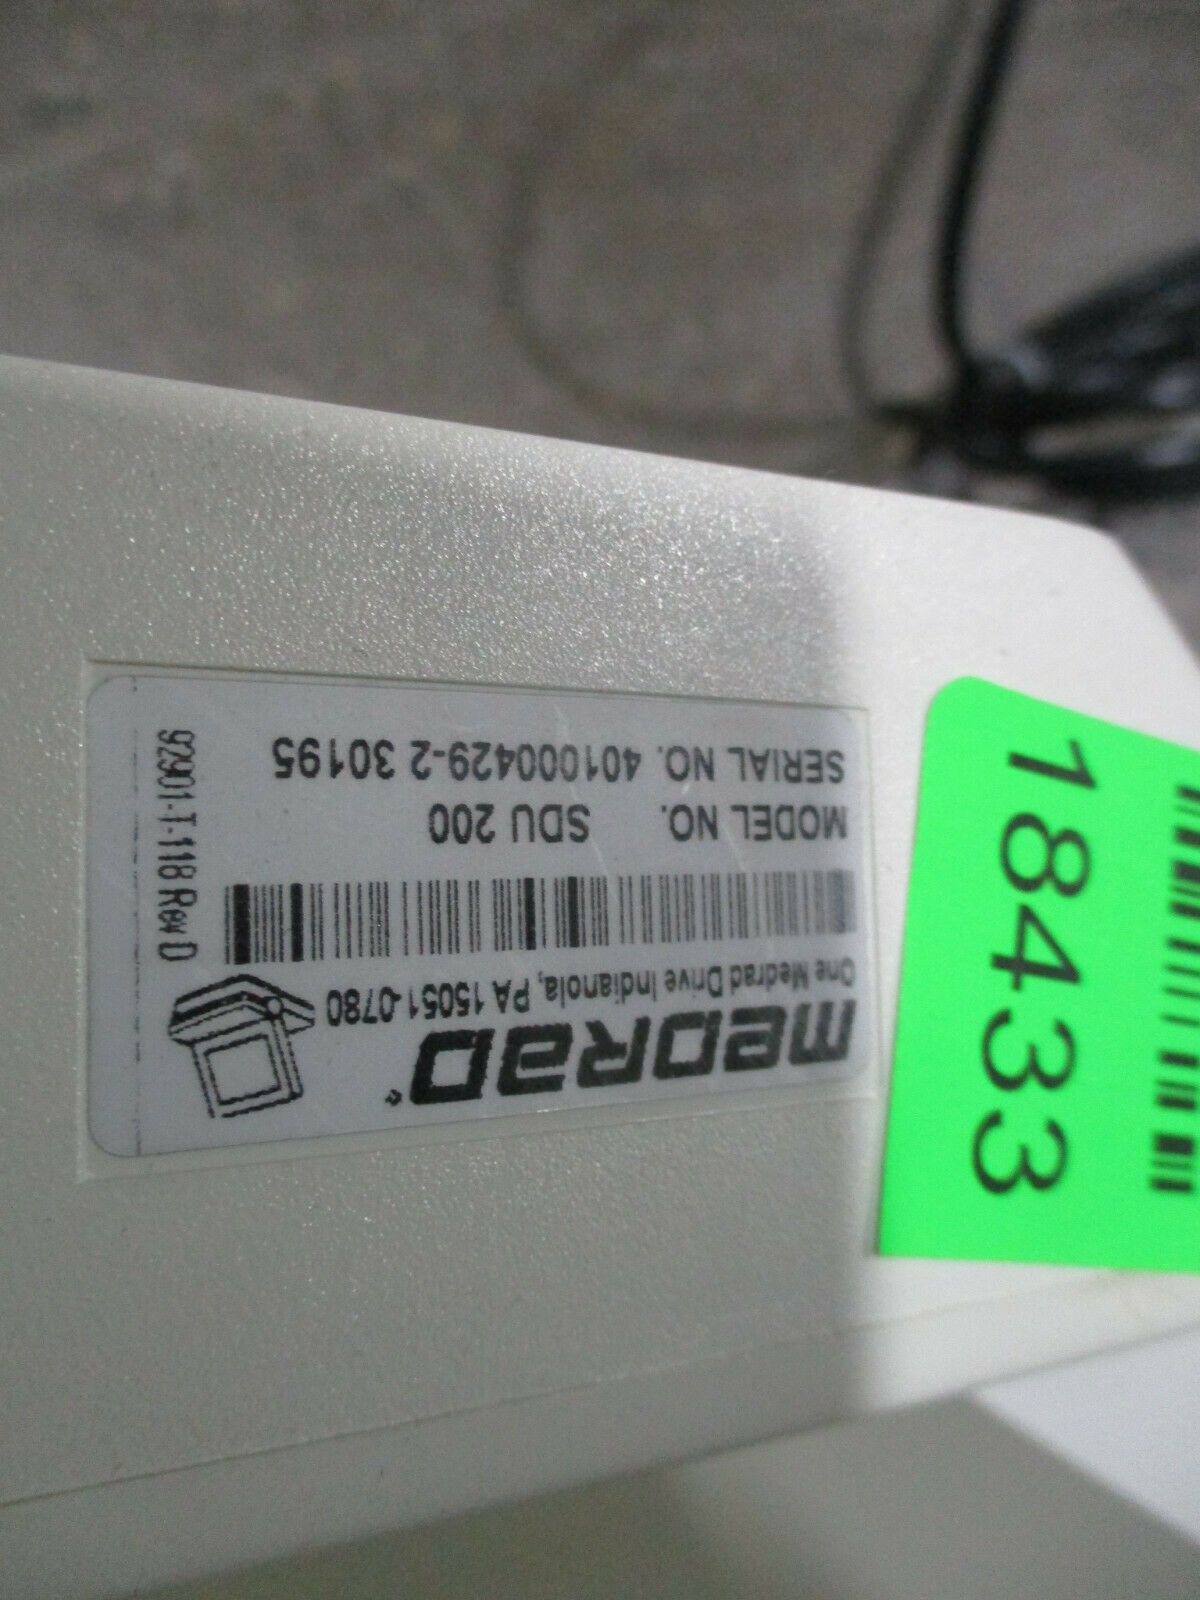 MEDRAD®
One Medrad Drive Indianola, PA 15051-0780
MODEL NO. SDU 200
SERIAL NO. 401000429-2 30195
92901-T-118 Rev D
18433